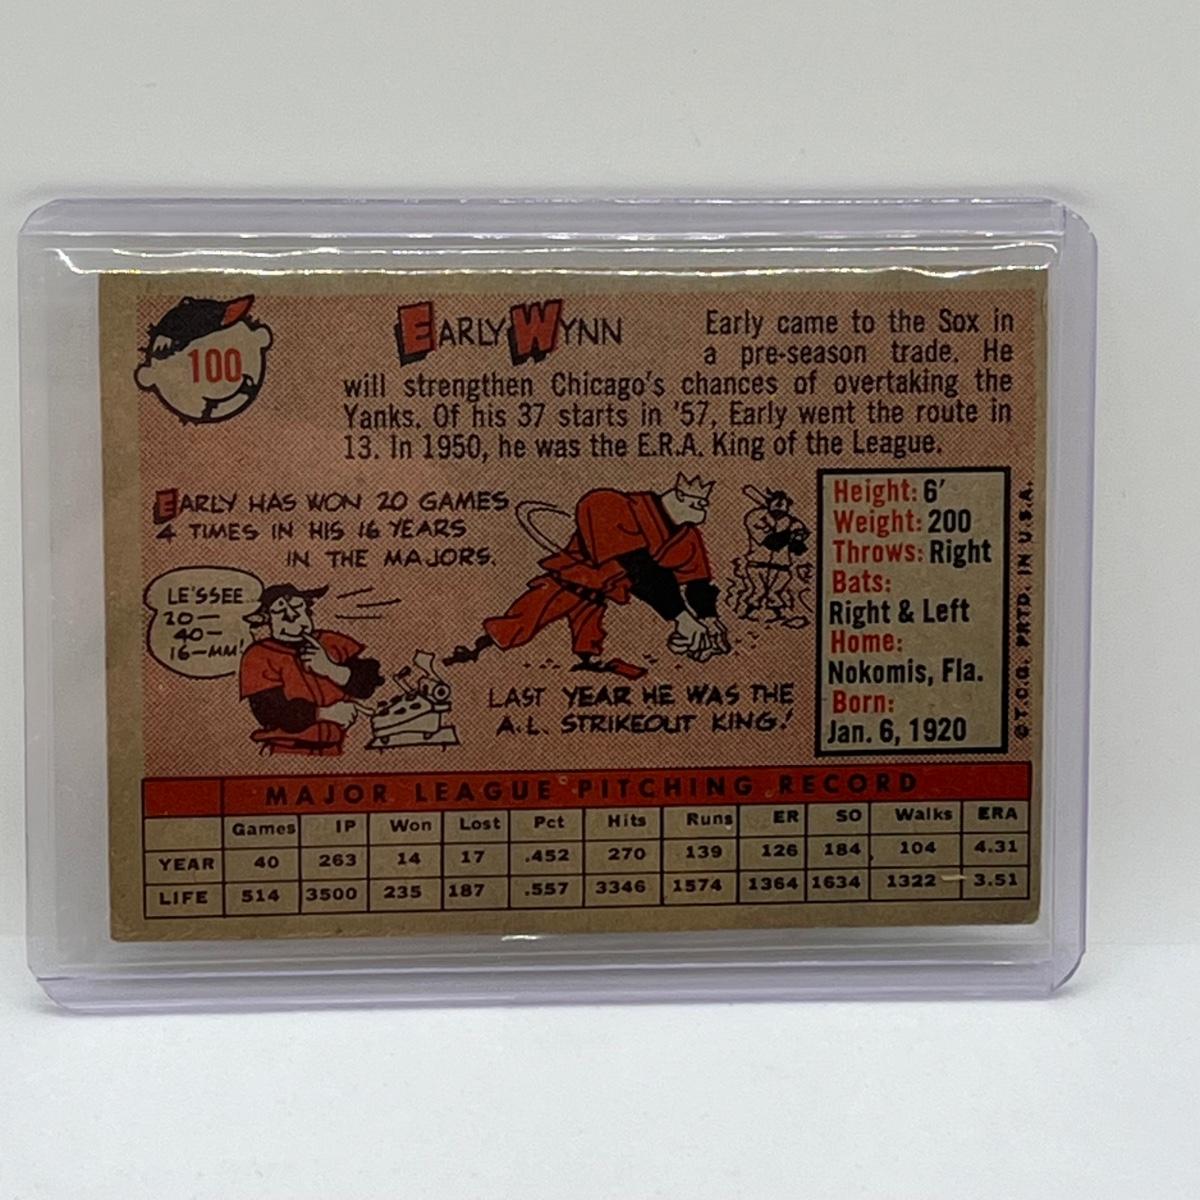 100
EARLY WYNN
Early came to the Sox in
a pre-season trade. He
will strengthen Chicago's chances of overtaking the
Yanks. Of his 37 starts in '57, Early went the route in
13. In 1950, he was the E.R.A. King of the League.
EARLY HAS WON 20 GAMES
4 TIMES IN HIS 16 YEARS
IN THE MAJORS.
LE'SSEE
20—
40—
16—MM!
LAST YEAR HE WAS THE
A.L. STRIKEOUT KING!
Height: 6'
Weight: 200
Throws: Right
Bats:
Right & Left
Home:
Nokomis, Fla.
Born:
Jan. 6, 1920
© T.C.G. PRTD. IN U.S.A.
MAJOR LEAGUE PITCHING RECORD
Games IP Won Lost Pct Hits Runs ER SO Walks ERA
YEAR 40 263 14 17 .452 270 139 126 184 104 4.31
LIFE 514 3500 235 187 .557 3346 1574 1364 1634 1322 3.51